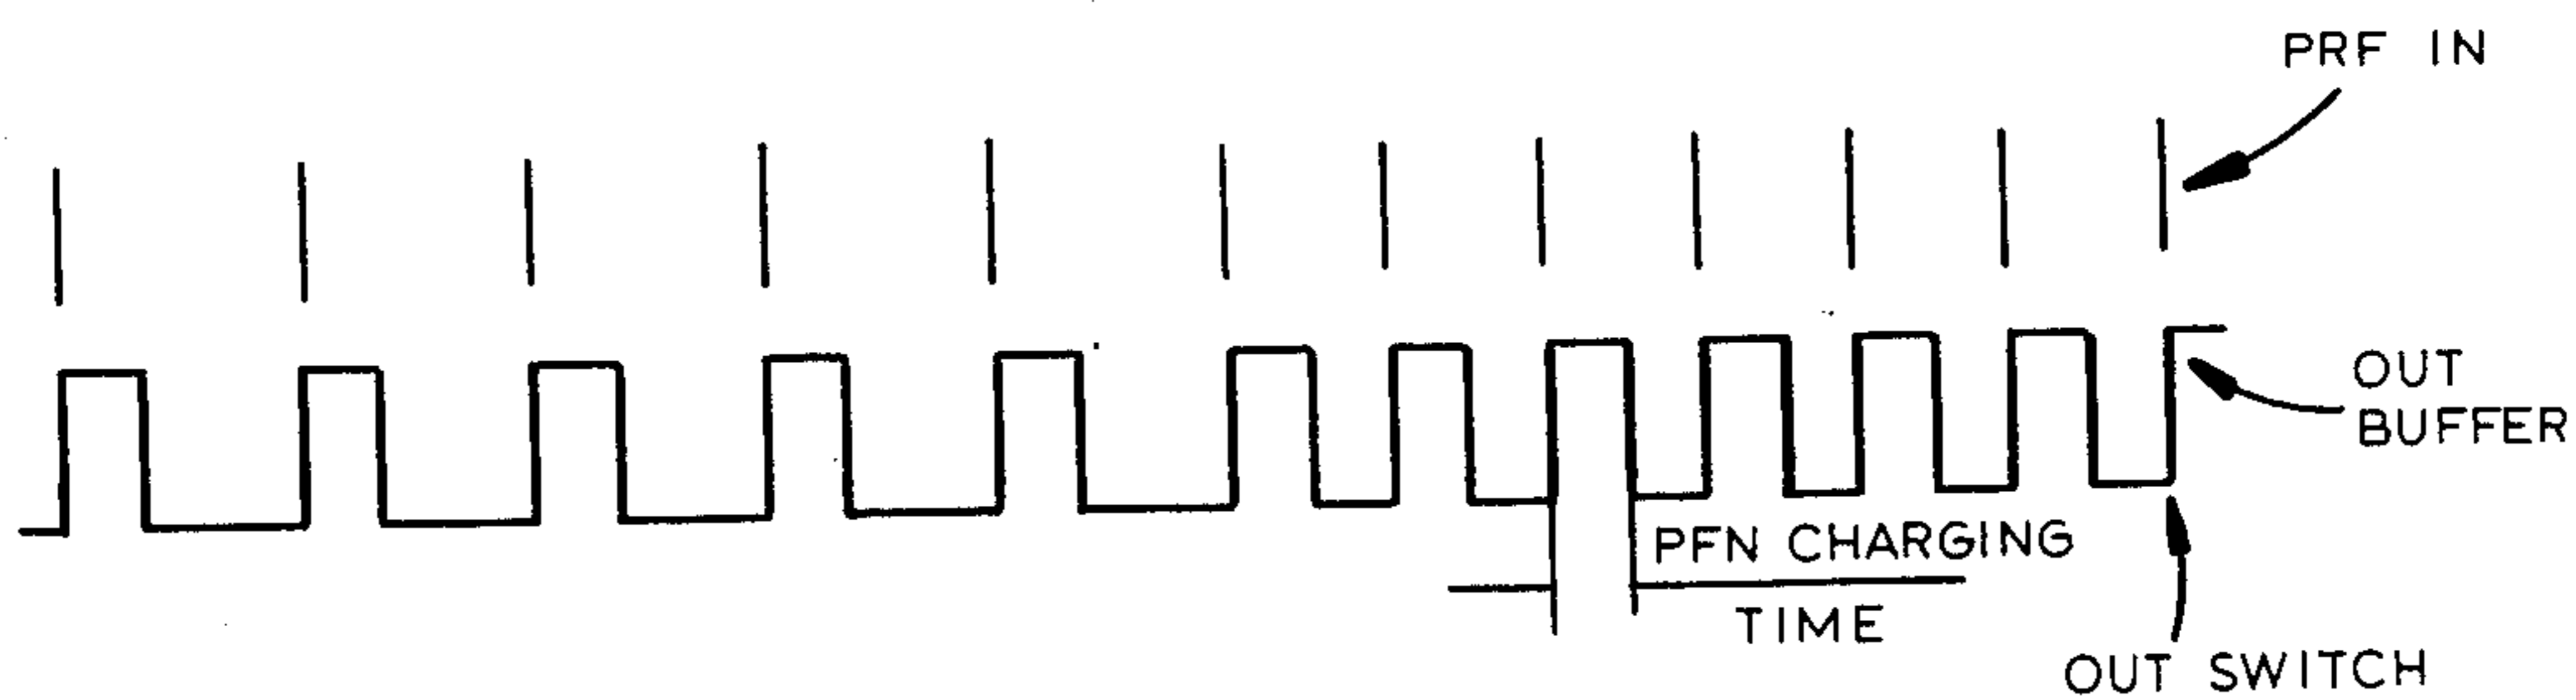 PRF IN
OUT
BUFFER
PFN CHARGING
TIME
OUT SWITCH